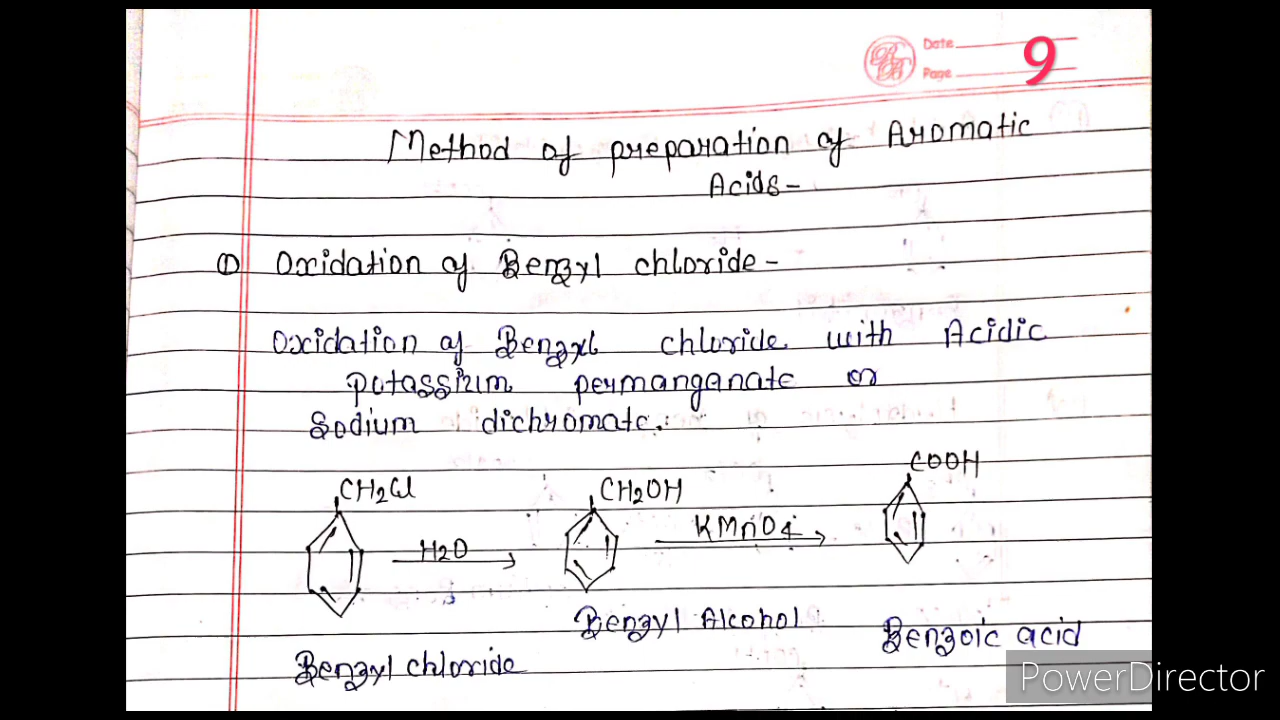 Date
Page
9
Method of preparation of Aromatic
Acids-
① Oxidation of Benzyl chloride-
Oxidation of Benzyl chloride with Acidic
potassium permanganate or
Sodium dichromate.
COOH
CH2Cl
CH2OH
KMnO4
H2O
Benzyl Alcohol
Benzoic acid
Benzyl chloride
PowerDirector